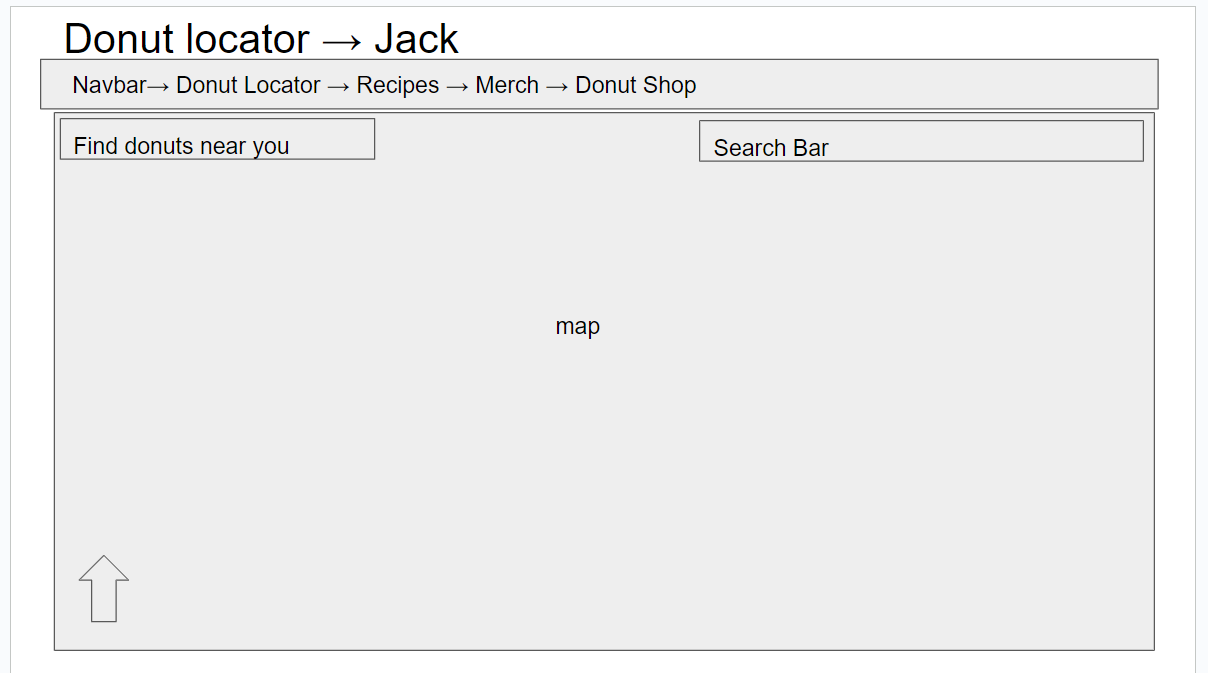 Donut locator → Jack
Navbar→ Donut Locator → Recipes → Merch → Donut Shop
Find donuts near you
Search Bar
map